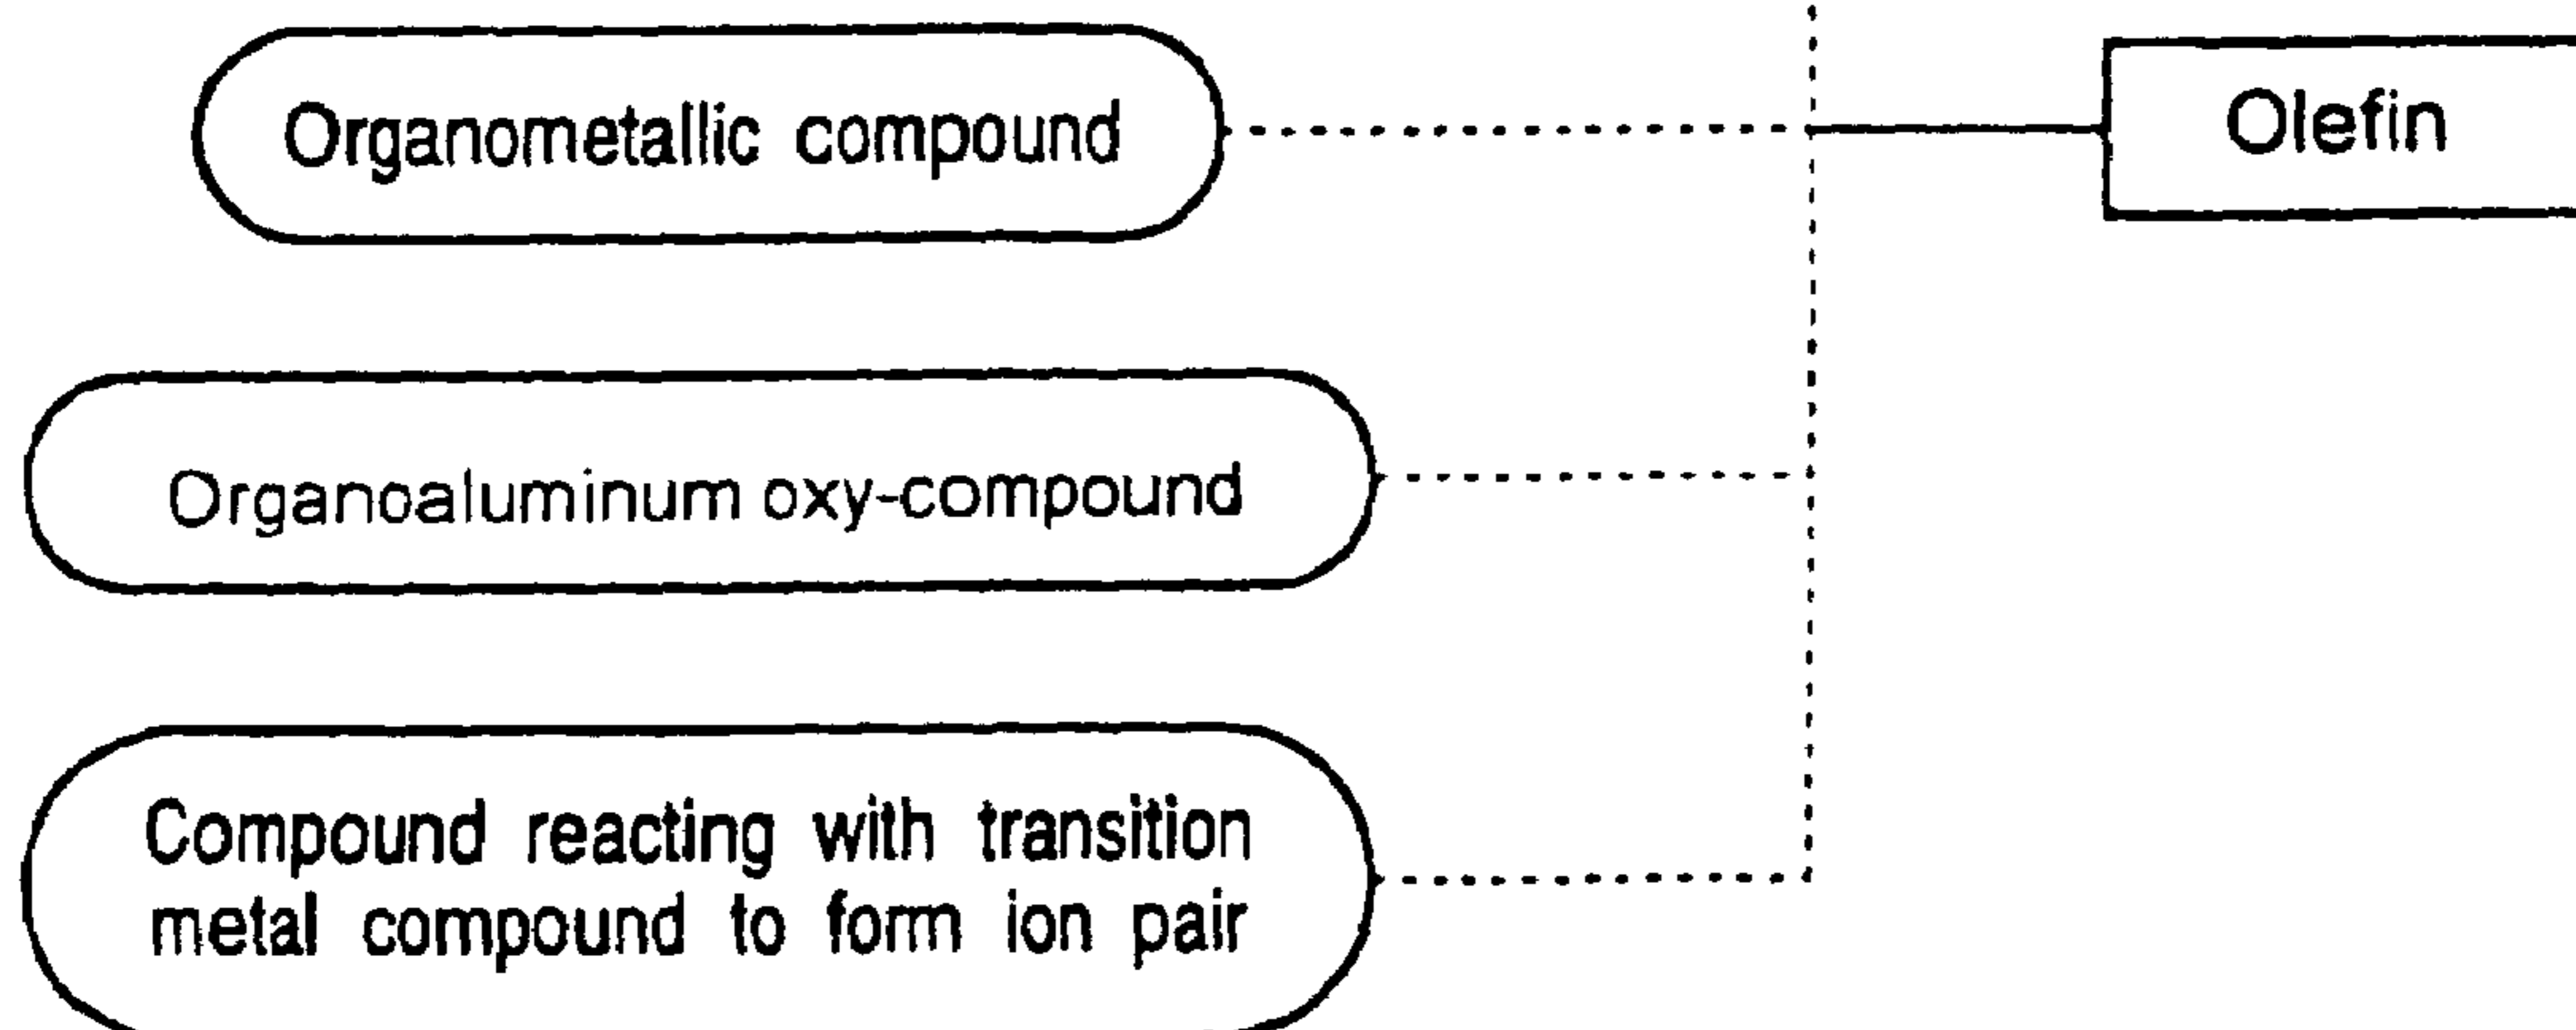 Organometallic compound
Olefin
Organoaluminum oxy-compound
Compound reacting with transition
metal compound to form ion pair